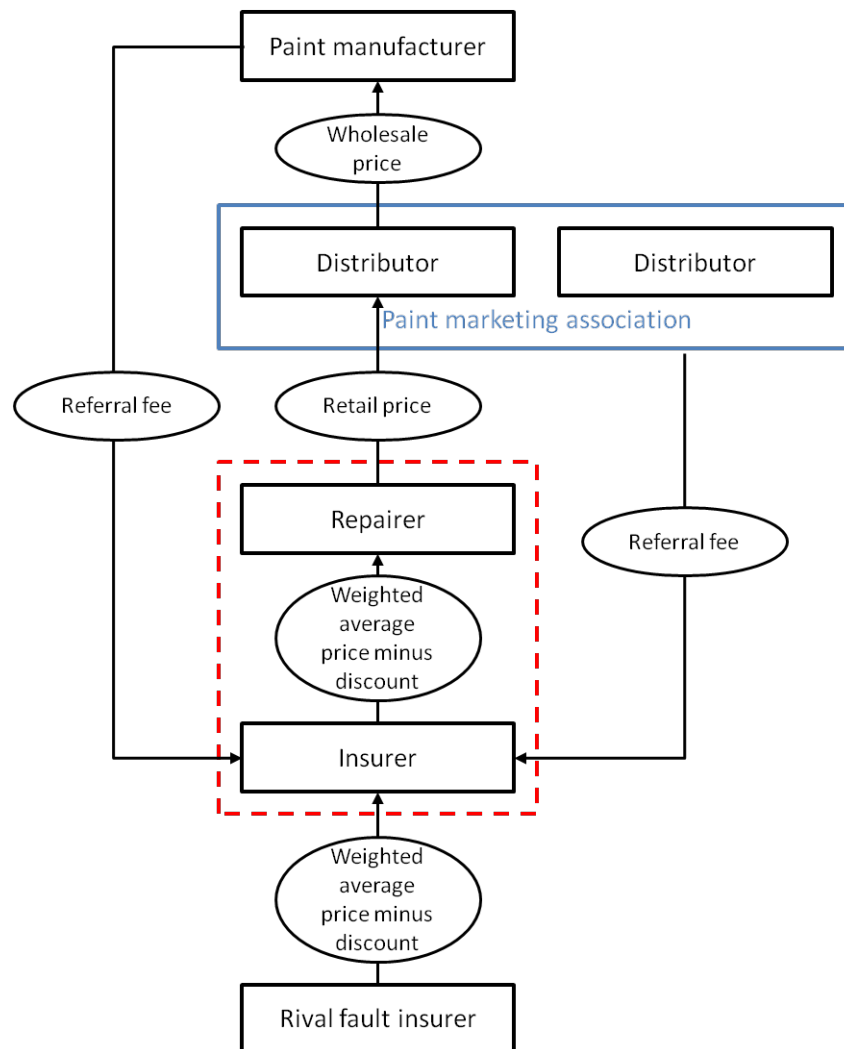 Paint manufacturer
Wholesale
price
Distributor
Distributor
Paint marketing association
Referral fee
Retail price
Repairer
Referral fee
Weighted
average
price minus
discount
Insurer
Weighted
average
price minus
discount
Rival fault insurer